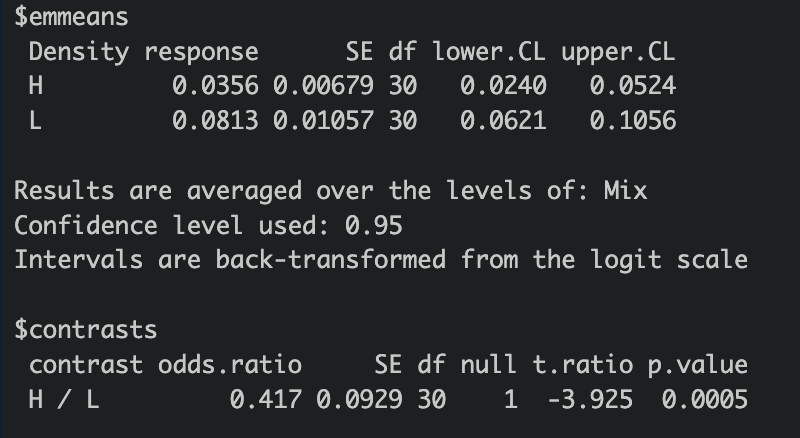 $emmeans
Density response SE df lower.CL upper.CL
H 0.0356 0.00679 30 0.0240 0.0524
L 0.0813 0.01057 30 0.0621 0.1056
Results are averaged over the levels of: Mix
Confidence level used: 0.95
Intervals are back-transformed from the logit scale
$contrasts
contrast odds.ratio SE df null t.ratio p.value
H / L 0.417 0.0929 30 1 -3.925 0.0005